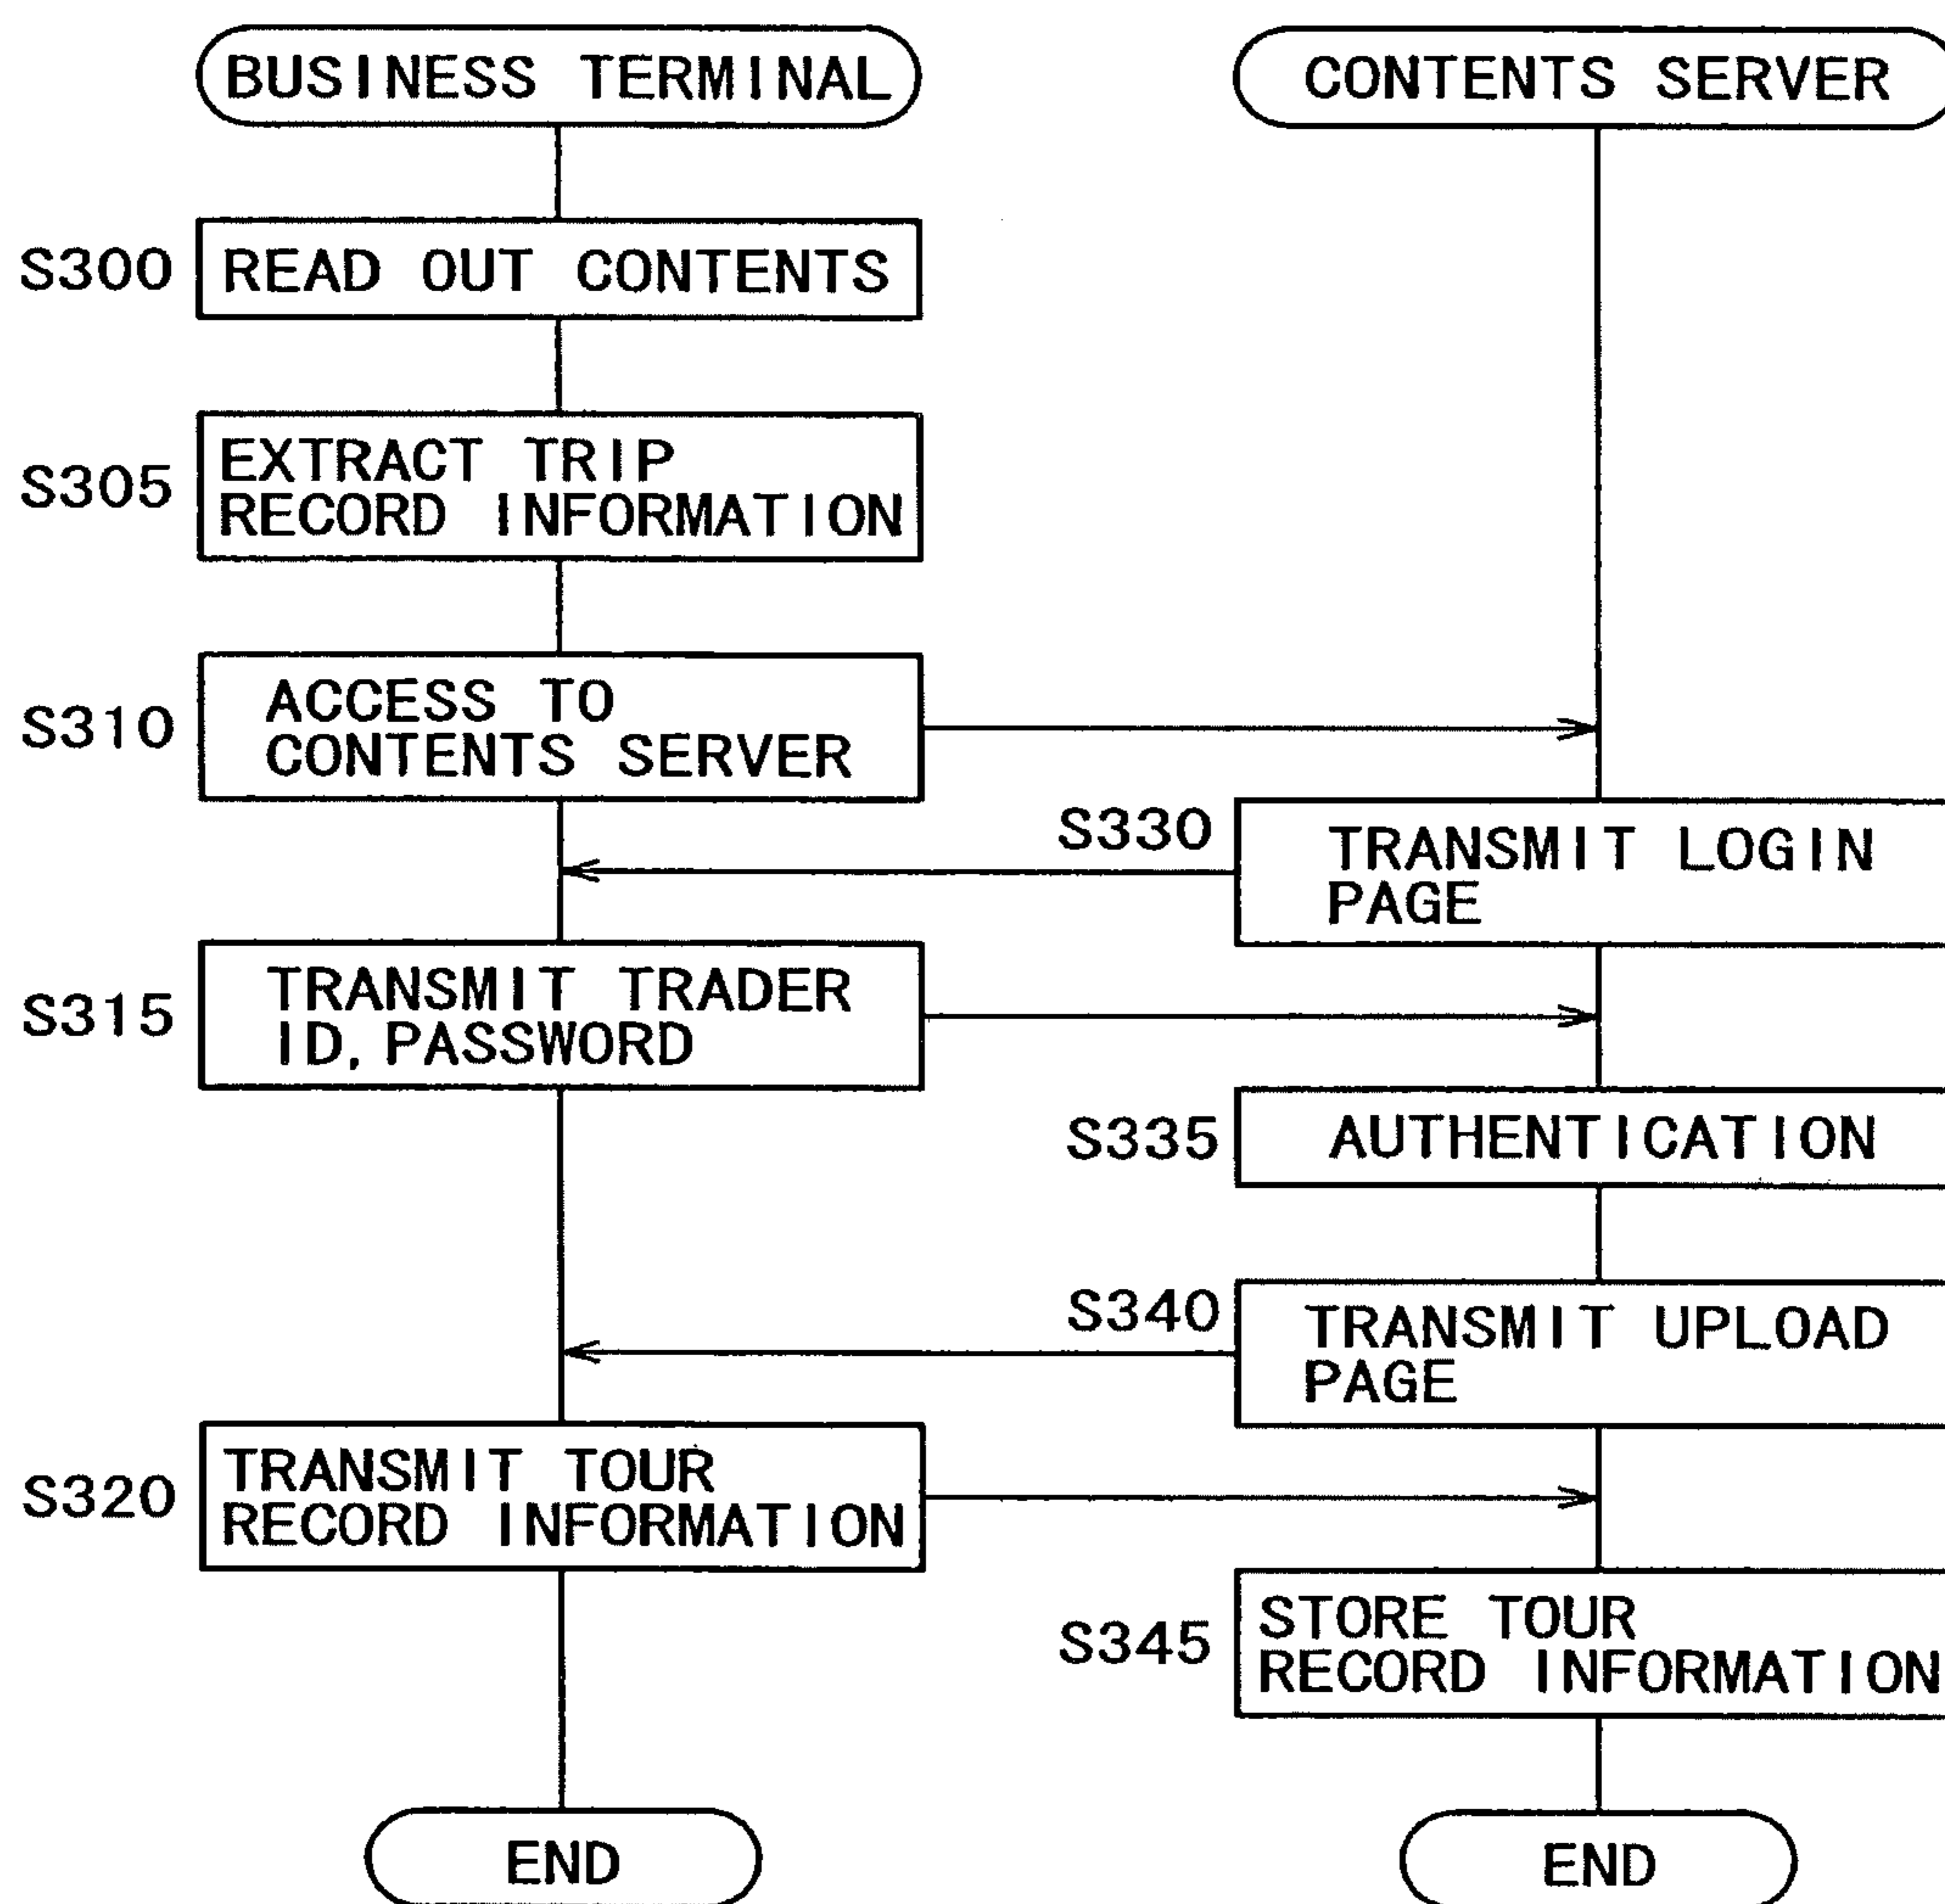 BUSINESS TERMINAL
CONTENTS SERVER
S300
READ OUT CONTENTS
S305
EXTRACT TRIP
RECORD INFORMATION
S310
ACCESS TO
CONTENTS SERVER
S330
TRANSMIT LOGIN
PAGE
S315
TRANSMIT TRADER
ID, PASSWORD
S335
AUTHENTICATION
S340
TRANSMIT UPLOAD
PAGE
S320
TRANSMIT TOUR
RECORD INFORMATION
S345
STORE TOUR
RECORD INFORMATION
END
END